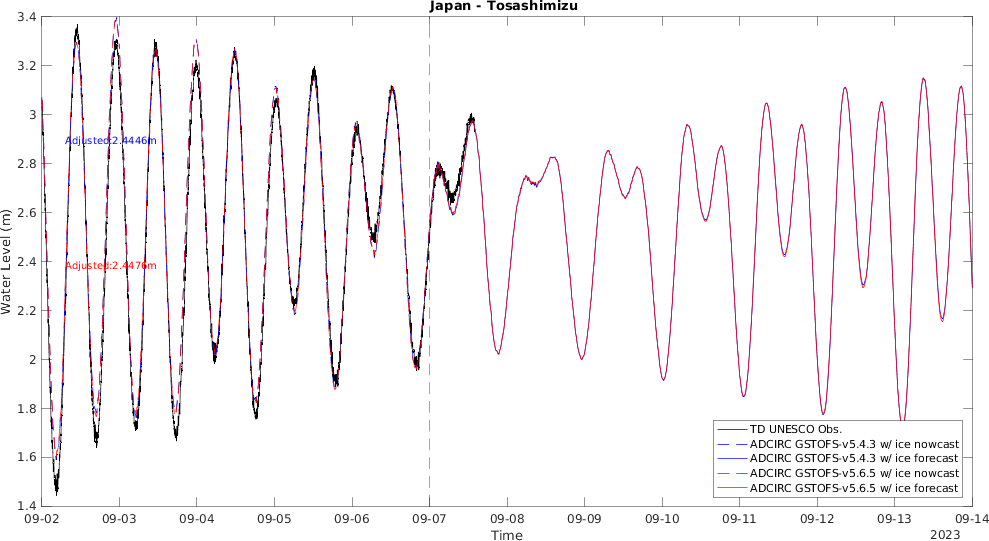 Japan - Tosashimizu
3.4
3.2
3
2.8
2.6
2.4
2.2
2
1.8
1.6
1.4
Water Level (m)
Adjusted:2.4446m
Adjusted:2.4476m
TD UNESCO Obs.
ADCIRC GSTOFS-v5.4.3 w/ ice nowcast
ADCIRC GSTOFS-v5.4.3 w/ ice forecast
ADCIRC GSTOFS-v5.6.5 w/ ice nowcast
ADCIRC GSTOFS-v5.6.5 w/ ice forecast
09-02 09-03 09-04 09-05 09-06 09-07 09-08 09-09 09-10 09-11 09-12 09-13 09-14
Time
2023